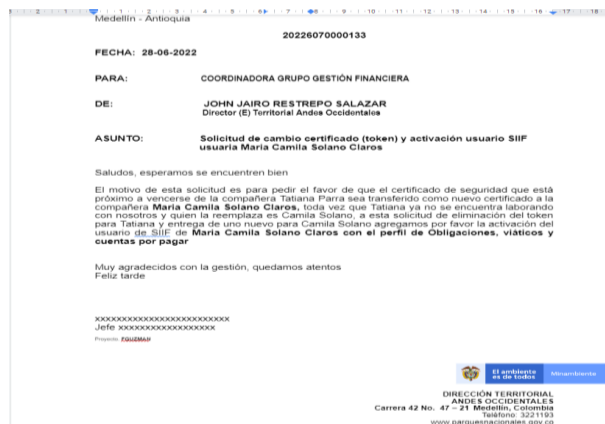 Medellín - Antioquia
20226070000133
FECHA: 28-06-2022
PARA: COORDINADORA GRUPO GESTIÓN FINANCIERA
DE: JOHN JAIRO RESTREPO SALAZAR
Director (E) Territorial Andes Occidentales
ASUNTO: Solicitud de cambio certificado (token) y activación usuario SIIF
usuaria Maria Camila Solano Claros
Saludos, esperamos se encuentren bien
El motivo de esta solicitud es para pedir el favor de que el certificado de seguridad que está
próximo a vencerse de la compañera Tatiana Parra sea transferido como nuevo certificado a la
compañera Maria Camila Solano Claros, toda vez que Tatiana ya no se encuentra laborando
con nosotros y quien la reemplaza es Camila Solano, a esta solicitud de eliminación del token
para Tatiana y entrega de uno nuevo para Camila Solano agregamos por favor la activación del
usuario de SIIF de Maria Camila Solano Claros con el perfil de Obligaciones, viáticos y
cuentas por pagar
Muy agradecidos con la gestión, quedamos atentos
Feliz tarde
xxxxxxxxxxxxxxxxxxxxxxxxx
Jefe xxxxxxxxxxxxxxxxxx
Proyecto: FGUZMAN
El ambiente
es de todos
Minambiente
DIRECCIÓN TERRITORIAL
ANDES OCCIDENTALES
Carrera 42 No. 47 – 21 Medellín, Colombia
Teléfono: 3221193
www.parquesnacionales.gov.co